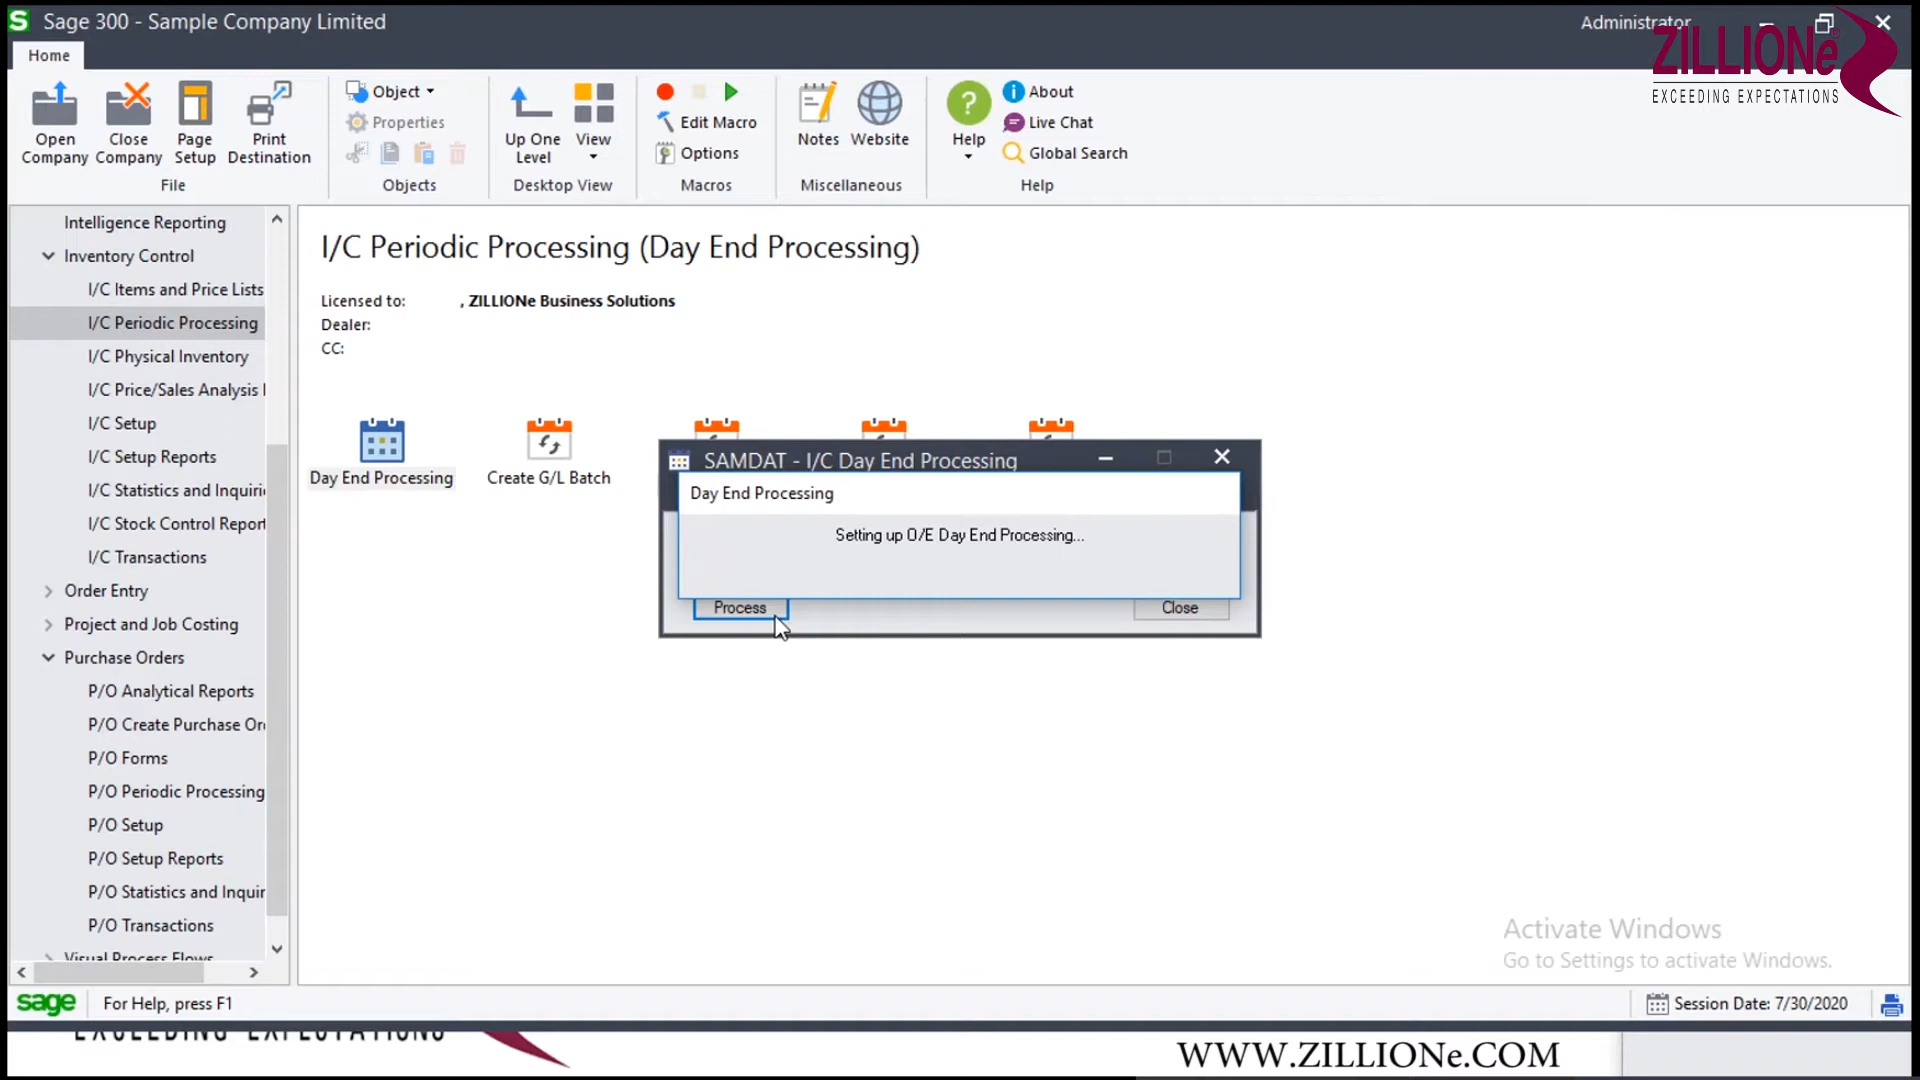 Sage 300 - Sample Company Limited
Administrator
ZILLIONe
EXCEEDING EXPECTATIONS
Home
Open Company
Close Company
Page Setup
Print Destination
File
Object
Properties
Objects
Up One Level
View
Desktop View
Edit Macro
Options
Macros
Notes
Website
Miscellaneous
Help
About
Live Chat
Global Search
Help
Intelligence Reporting
Inventory Control
I/C Items and Price Lists
I/C Periodic Processing
I/C Physical Inventory
I/C Price/Sales Analysis
I/C Setup
I/C Setup Reports
I/C Statistics and Inquiri
I/C Stock Control Report
I/C Transactions
Order Entry
Project and Job Costing
Purchase Orders
P/O Analytical Reports
P/O Create Purchase Or
P/O Forms
P/O Periodic Processing
P/O Setup
P/O Setup Reports
P/O Statistics and Inquir
P/O Transactions
Visual Process Flows
I/C Periodic Processing (Day End Processing)
Licensed to: , ZILLIONe Business Solutions
Dealer:
CC:
Day End Processing
Create G/L Batch
SAMDAT - I/C Day End Processing
Day End Processing
Setting up O/E Day End Processing...
Process
Close
Activate Windows
Go to Settings to activate Windows.
sage
For Help, press F1
Session Date: 7/30/2020
EXCEEDING EXPECTATIONS
WWW.ZILLIONe.COM